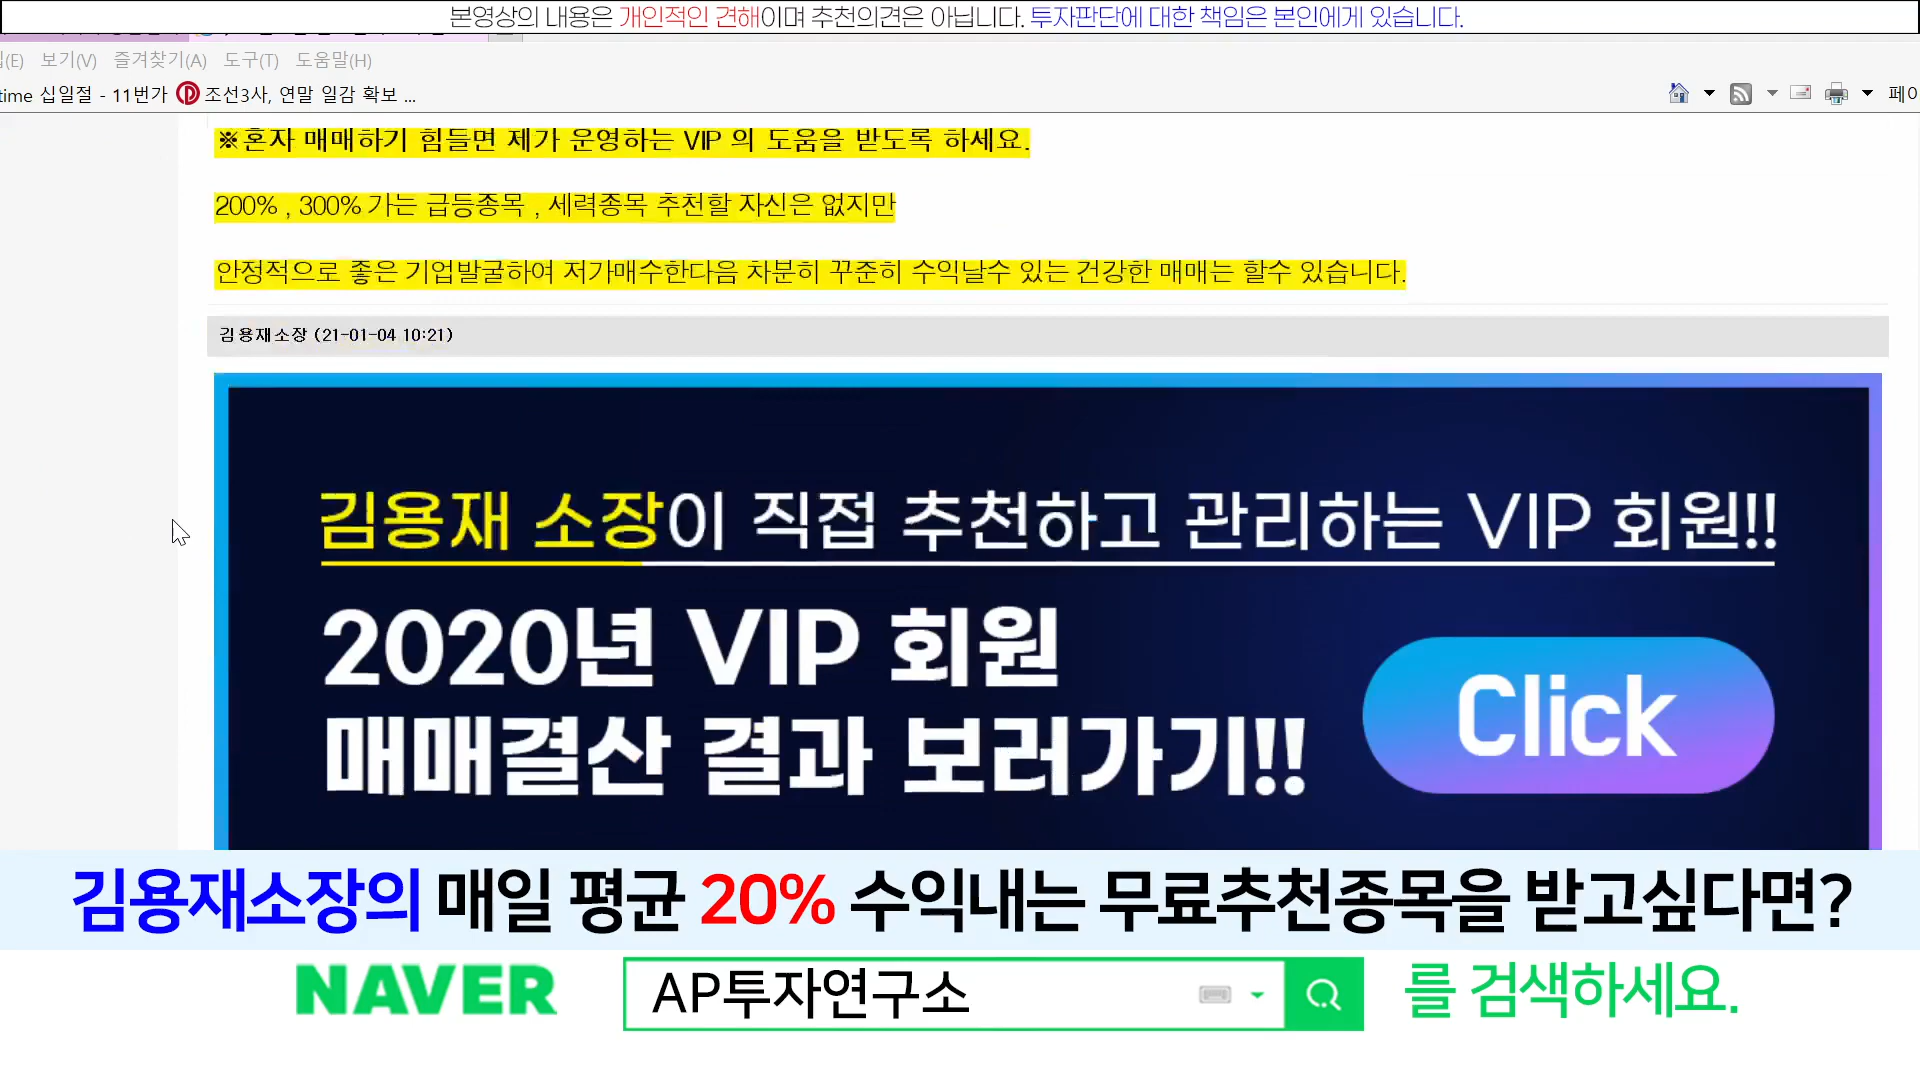 본영상의 내용은 개인적인 견해이며 추천의견은 아닙니다. 투자판단에 대한 책임은 본인에게 있습니다.
(E) 보기(V) 즐겨찾기(A) 도구(T) 도움말(H)
time 십일절 - 11번가 조선3사, 연말 일감 확보 ... 페이
※혼자 매매하기 힘들면 제가 운영하는 VIP 의 도움을 받도록 하세요.
200% , 300% 가는 급등종목 , 세력종목 추천할 자신은 없지만
안정적으로 좋은 기업발굴하여 저가매수한다음 차분히 꾸준히 수익날수 있는 건강한 매매는 할수 있습니다.
김용재소장 (21-01-04 10:21)
김용재 소장이 직접 추천하고 관리하는 VIP 회원!!
2020년 VIP 회원
매매결산 결과 보러가기!!
Click
김용재소장의 매일 평균 20% 수익내는 무료추천종목을 받고싶다면?
NAVER AP투자연구소 를 검색하세요.